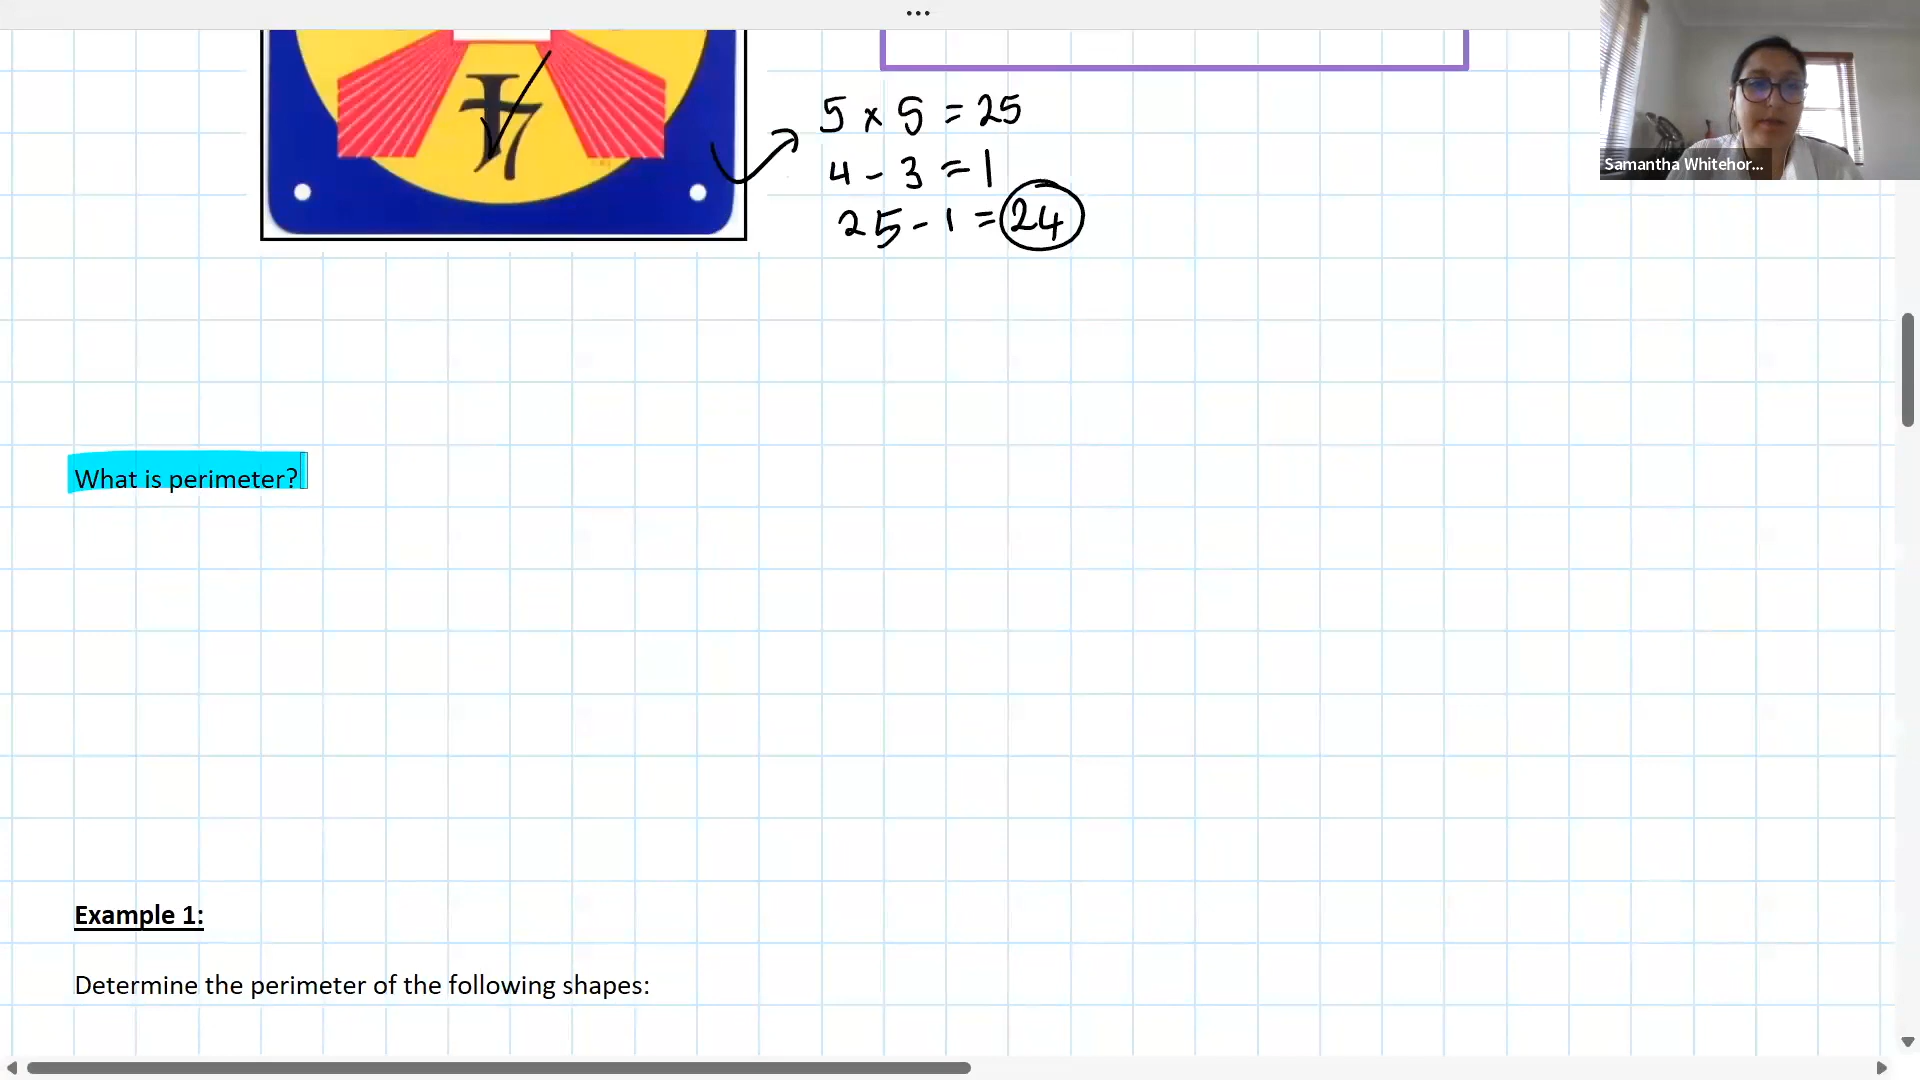 5 × 5 = 25
4 - 3 = 1
25 - 1 = 24
Samantha Whitehor...
What is perimeter?
Example 1:
Determine the perimeter of the following shapes: